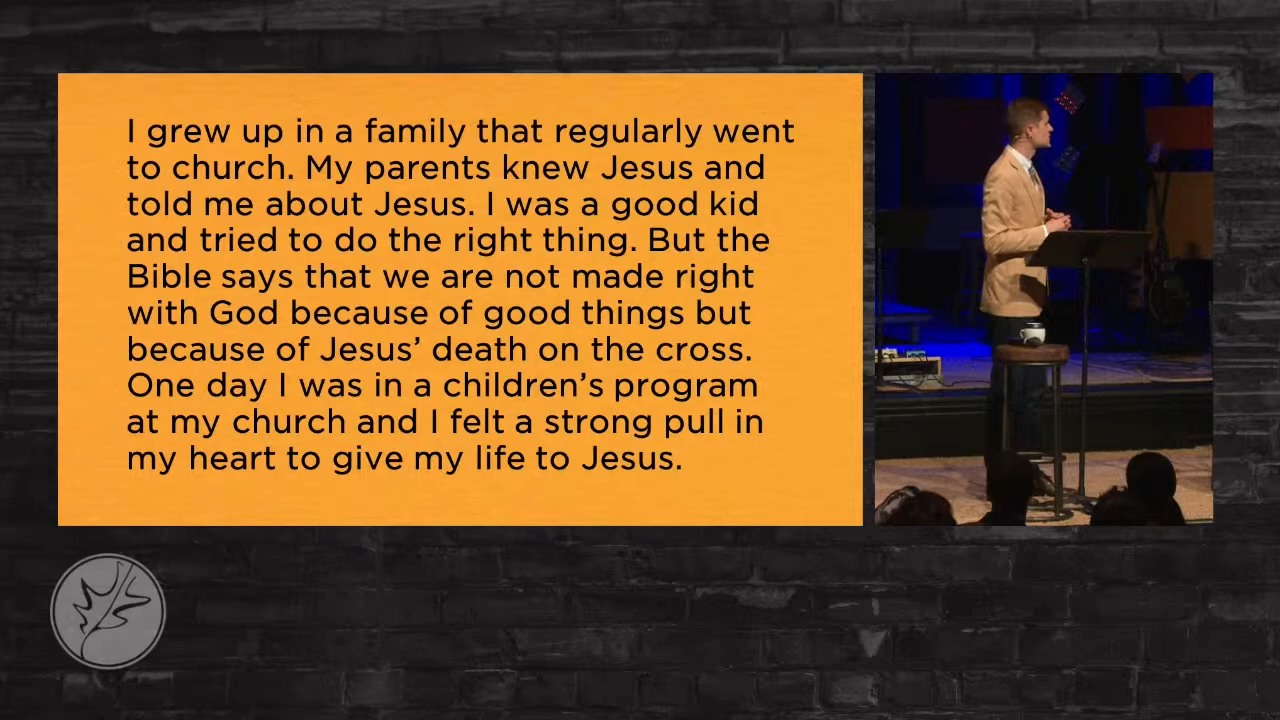 I grew up in a family that regularly went
to church. My parents knew Jesus and
told me about Jesus. I was a good kid
and tried to do the right thing. But the
Bible says that we are not made right
with God because of good things but
because of Jesus’ death on the cross.
One day I was in a children’s program
at my church and I felt a strong pull in
my heart to give my life to Jesus.